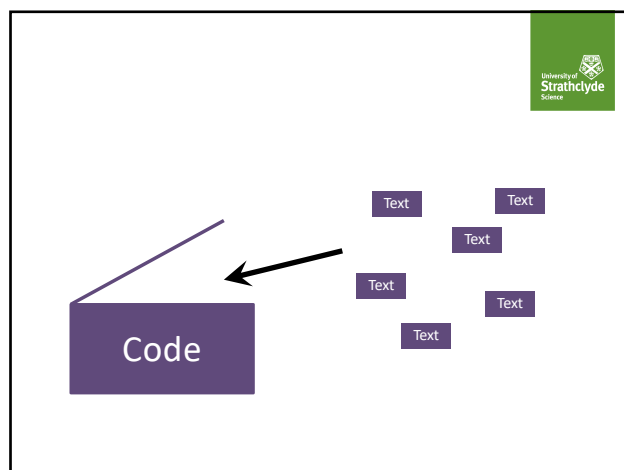 University of
Strathclyde
Science
Text
Text
Text
Text
Text
Text
Code